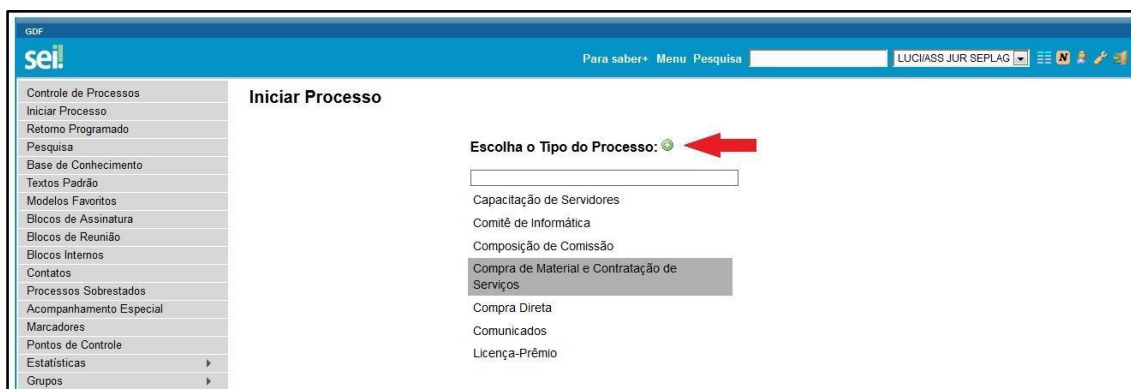 GDF
sei!
Para saber+ Menu Pesquisa
LUCI/ASS JUR SEPLAG
N
Controle de Processos
Iniciar Processo
Retorno Programado
Pesquisa
Base de Conhecimento
Textos Padrão
Modelos Favoritos
Blocos de Assinatura
Blocos de Reunião
Blocos Internos
Contatos
Processos Sobrestados
Acompanhamento Especial
Marcadores
Pontos de Controle
Estatísticas
Grupos
Iniciar Processo
Escolha o Tipo do Processo:
Capacitação de Servidores
Comitê de Informática
Composição de Comissão
Compra de Material e Contratação de
Serviços
Compra Direta
Comunicados
Licença-Prêmio